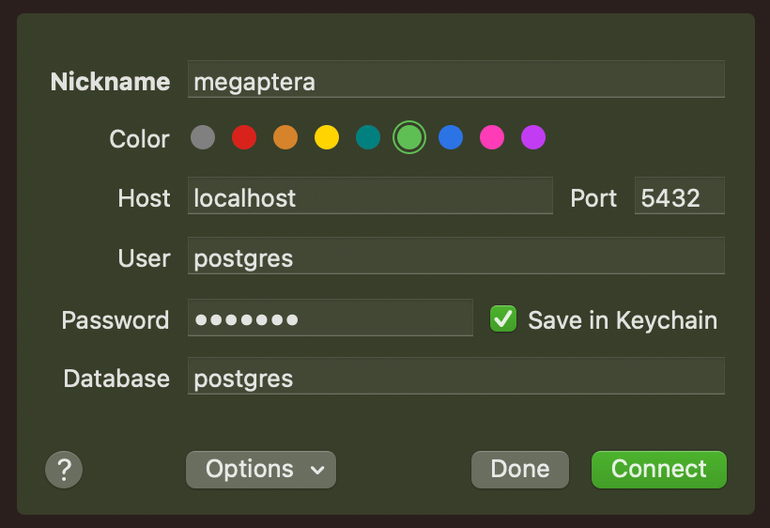 Nickname megaptera
Color
Host localhost Port 5432
User postgres
Password ●●●●●●● Save in Keychain
Database postgres
? Options Done Connect